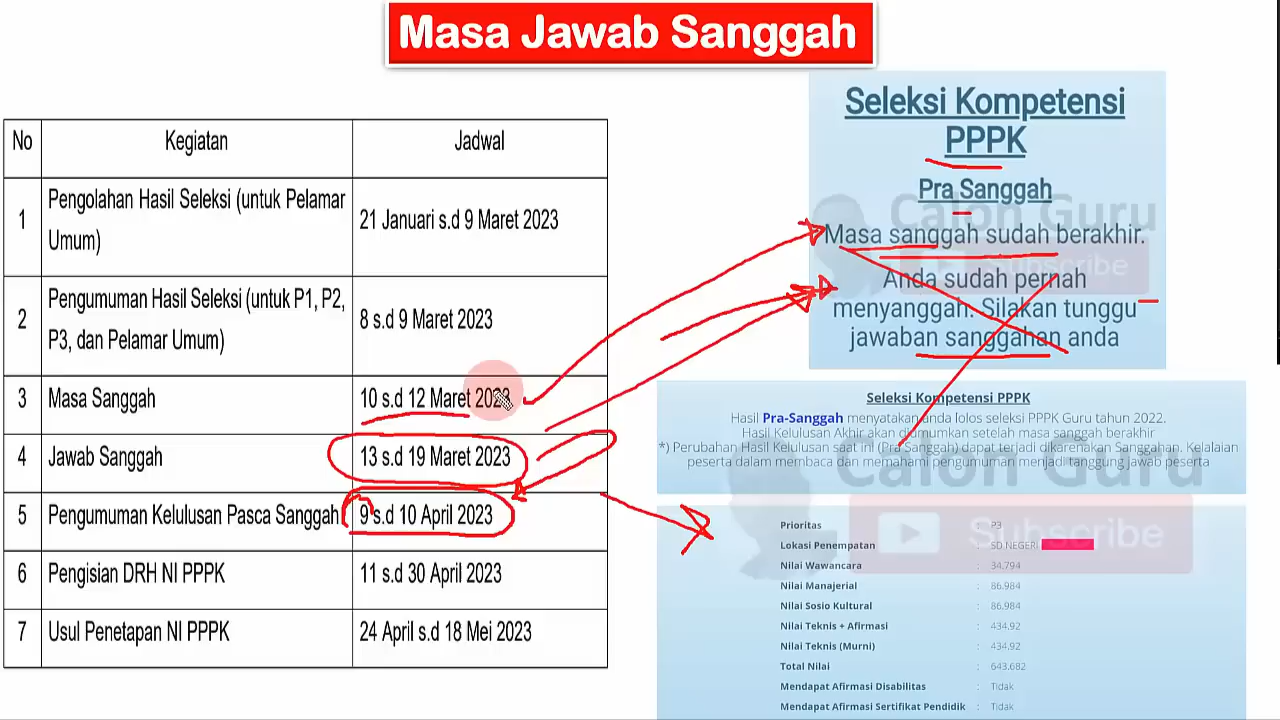 Masa Jawab Sanggah
No Kegiatan Jadwal
1 Pengolahan Hasil Seleksi (untuk Pelamar
Umum) 21 Januari s.d 9 Maret 2023
2 Pengumuman Hasil Seleksi (untuk P1, P2,
P3, dan Pelamar Umum) 8 s.d 9 Maret 2023
3 Masa Sanggah 10 s.d 12 Maret 2023
4 Jawab Sanggah 13 s.d 19 Maret 2023
5 Pengumuman Kelulusan Pasca Sanggah 9 s.d 10 April 2023
6 Pengisian DRH NI PPPK 11 s.d 30 April 2023
7 Usul Penetapan NI PPPK 24 April s.d 18 Mei 2023
Seleksi Kompetensi
PPPK
Pra Sanggah
Calon Guru
Masa sanggah sudah berakhir.
Subscribe
Anda sudah pernah
menyanggah. Silakan tunggu
jawaban sanggahan anda
Seleksi Kompetensi PPPK
Hasil Pra-Sanggah menyatakan anda lolos seleksi PPPK Guru tahun 2022.
Hasil Kelulusan Akhir akan diumumkan setelah masa sanggah berakhir
*) Perubahan Hasil Kelulusan saat ini (Pra Sanggah) dapat terjadi dikarenakan Sanggahan. Kelalaian
peserta dalam membaca dan memahami pengumuman menjadi tanggung jawab peserta
Calon Guru
Subscribe
Prioritas : P3
Lokasi Penempatan : SD NEGERI
Nilai Wawancara : 34.794
Nilai Manajerial : 86.984
Nilai Sosio Kultural : 86.984
Nilai Teknis + Afirmasi : 434.92
Nilai Teknis (Murni) : 434.92
Total Nilai : 643.682
Mendapat Afirmasi Disabilitas : Tidak
Mendapat Afirmasi Sertifikat Pendidik : Tidak